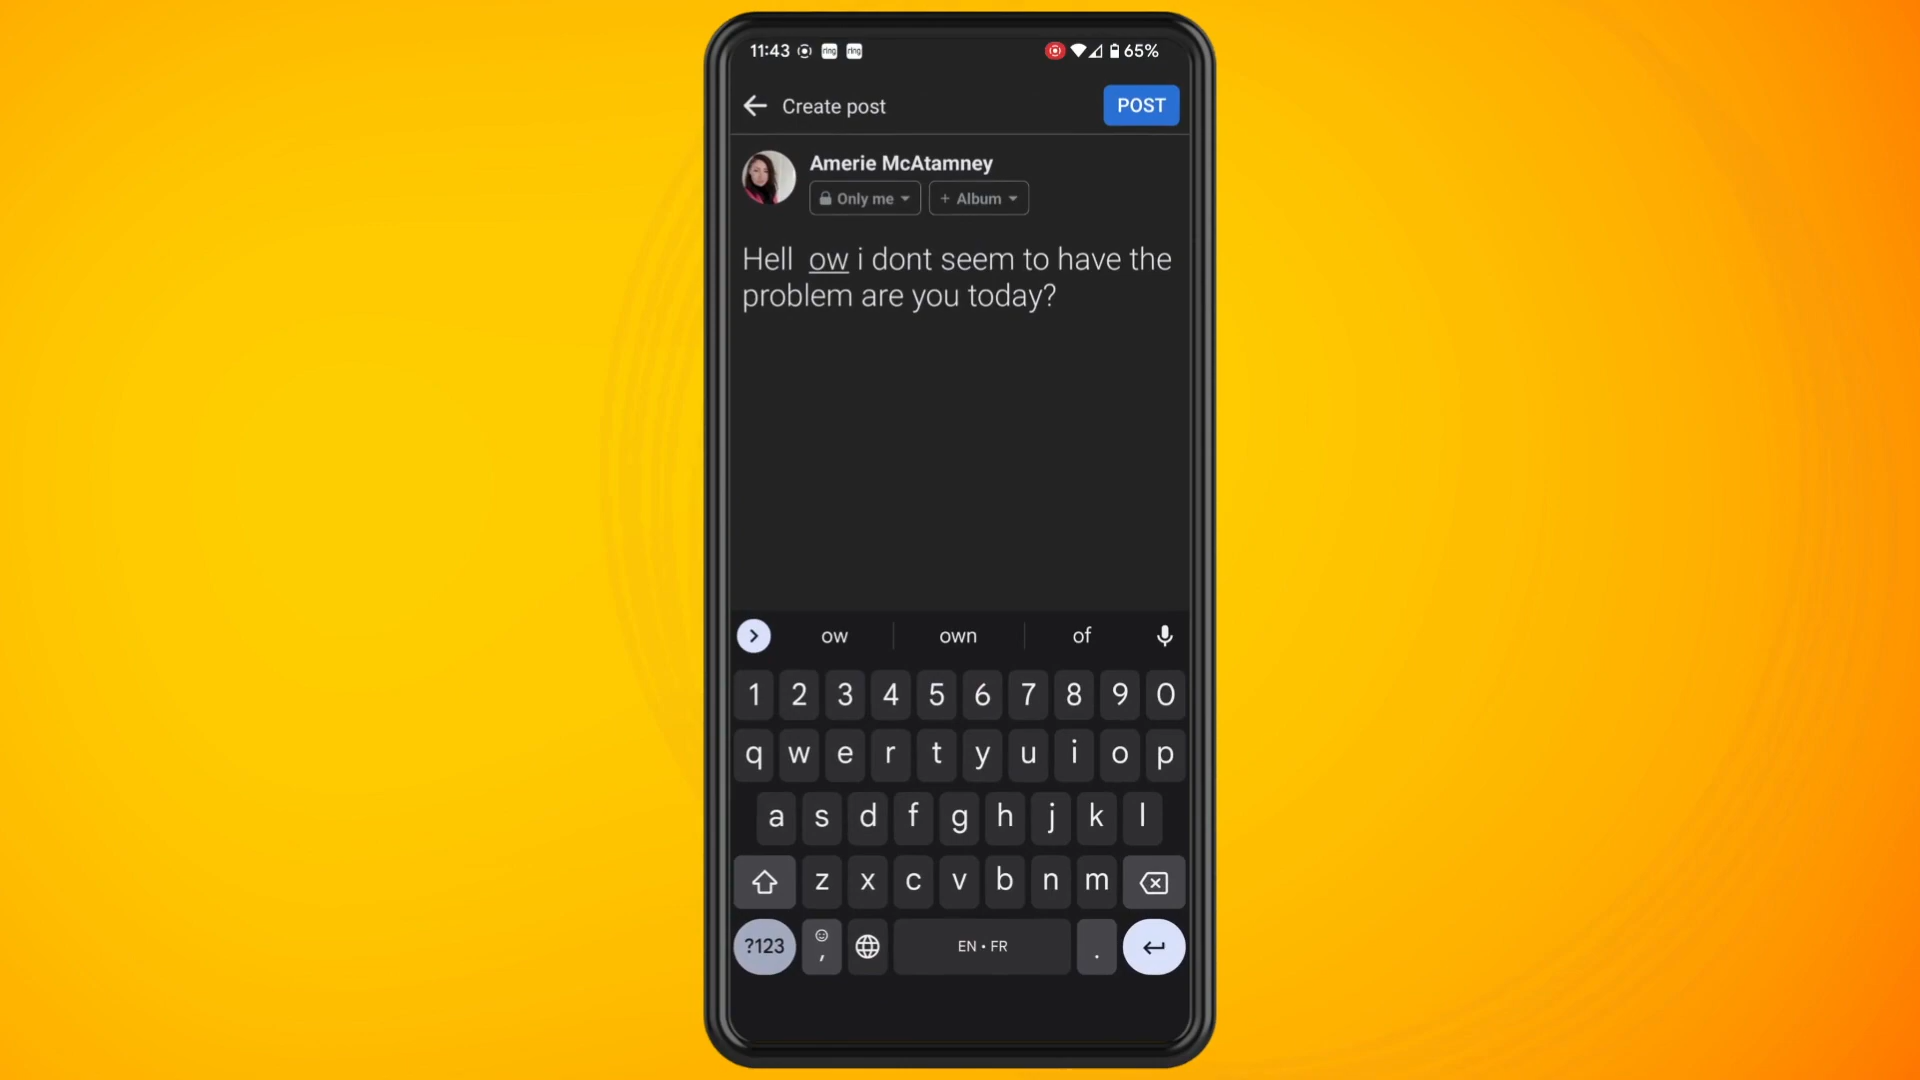 11:43 ring ring 65%
Create post POST
Amerie McAtamney
Only me + Album
Hell  ow i dont seem to have the
problem are you today?
ow own of
1 2 3 4 5 6 7 8 9 0
q w e r t y u i o p
a s d f g h j k l
z x c v b n m
?123 , EN • FR .